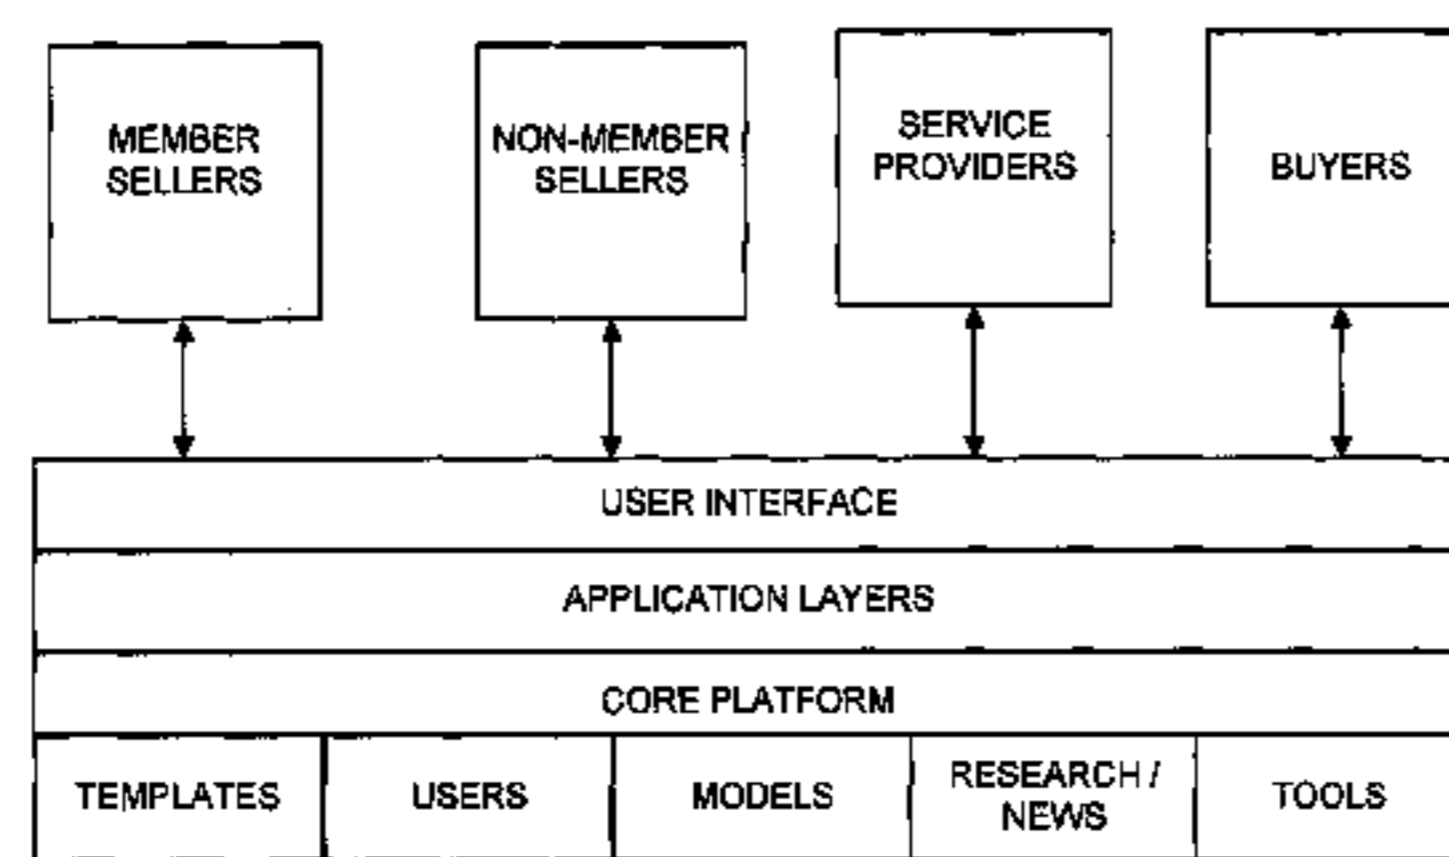 MEMBER
SELLERS
NON-MEMBER
SELLERS
SERVICE
PROVIDERS
BUYERS
USER INTERFACE
APPLICATION LAYERS
CORE PLATFORM
TEMPLATES
USERS
MODELS
RESEARCH /
NEWS
TOOLS